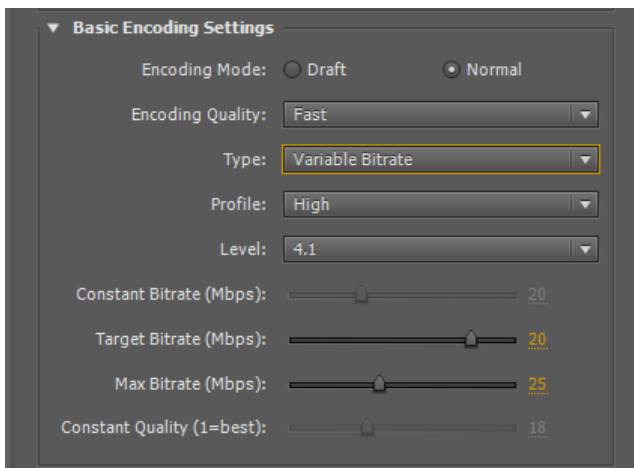 Basic Encoding Settings
Encoding Mode: Draft Normal
Encoding Quality: Fast
Type: Variable Bitrate
Profile: High
Level: 4.1
Constant Bitrate (Mbps): 20
Target Bitrate (Mbps): 20
Max Bitrate (Mbps): 25
Constant Quality (1=best): 18